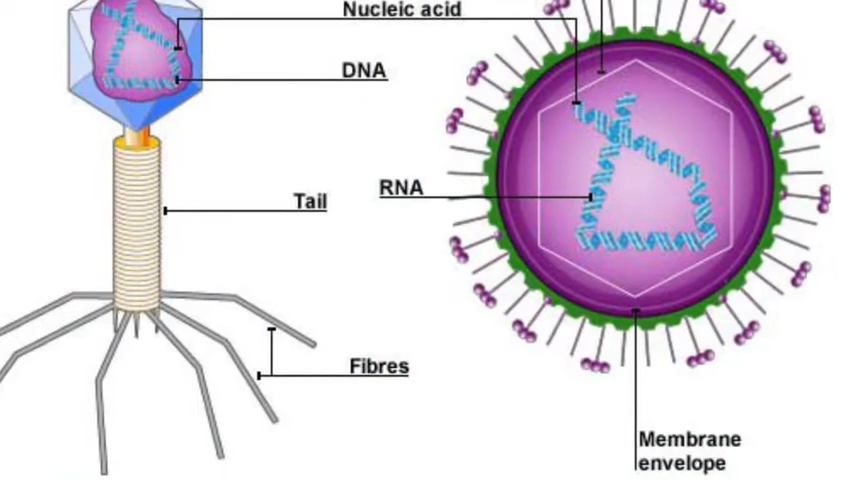 Nucleic acid
DNA
RNA
Tail
Fibres
Membrane
envelope